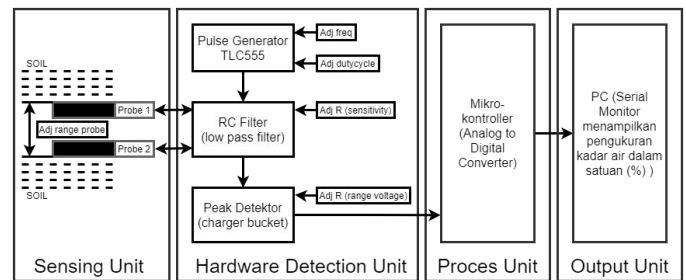 SOIL
Probe 1
Adj range probe
Probe 2
SOIL
Sensing Unit
Pulse Generator
TLC555
Adj freq
Adj dutycycle
RC Filter
(low pass filter)
Adj R (sensitivity)
Peak Detektor
(charger bucket)
Adj R (range voltage)
Hardware Detection Unit
Mikro-
kontroller
(Analog to
Digital
Converter)
Proces Unit
PC (Serial
Monitor
menampilkan
pengukuran
kadar air dalam
satuan (%) )
Output Unit